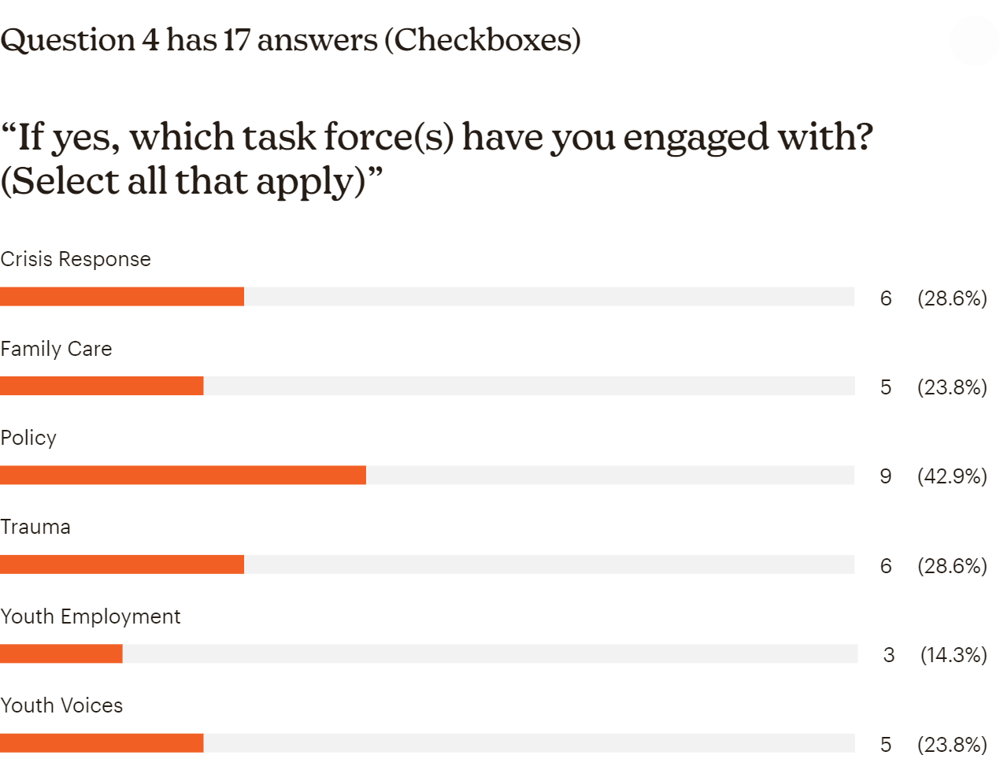 Question 4 has 17 answers (Checkboxes)
“If yes, which task force(s) have you engaged with?
(Select all that apply)”
Crisis Response
6 (28.6%)
Family Care
5 (23.8%)
Policy
9 (42.9%)
Trauma
6 (28.6%)
Youth Employment
3 (14.3%)
Youth Voices
5 (23.8%)